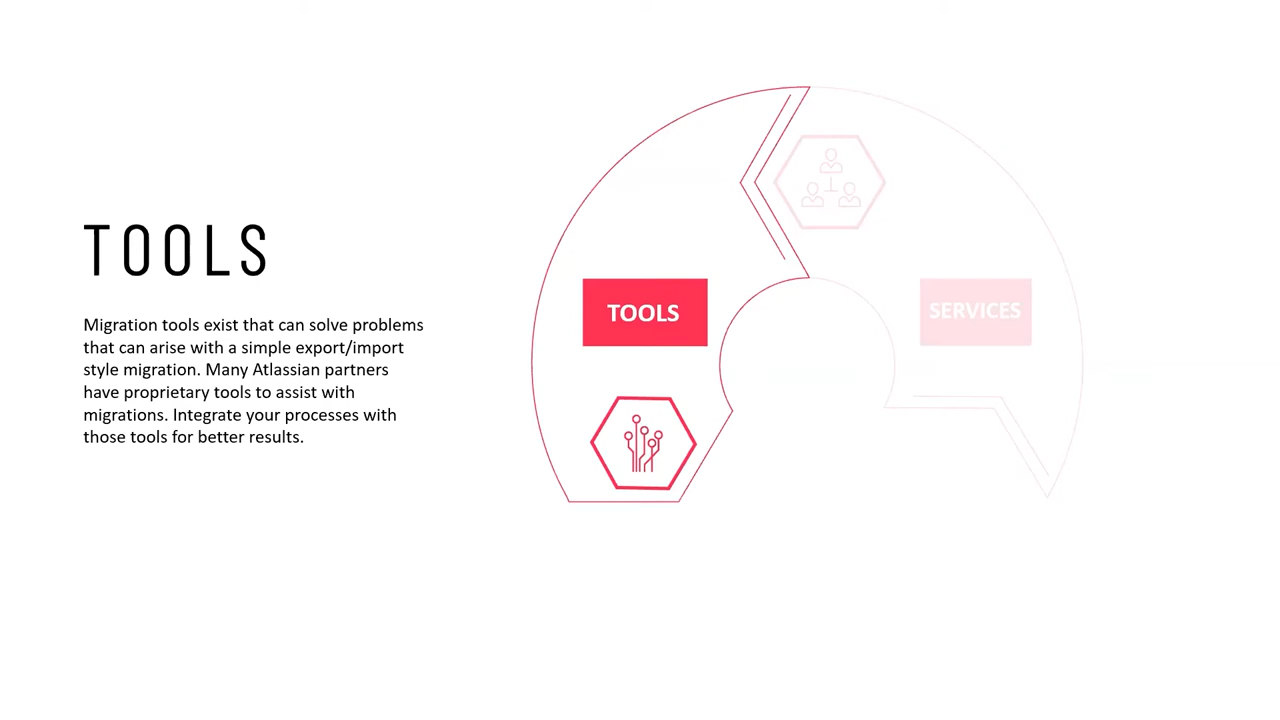 TOOLS
Migration tools exist that can solve problems
that can arise with a simple export/import
style migration. Many Atlassian partners
have proprietary tools to assist with
migrations. Integrate your processes with
those tools for better results.
TOOLS
SERVICES